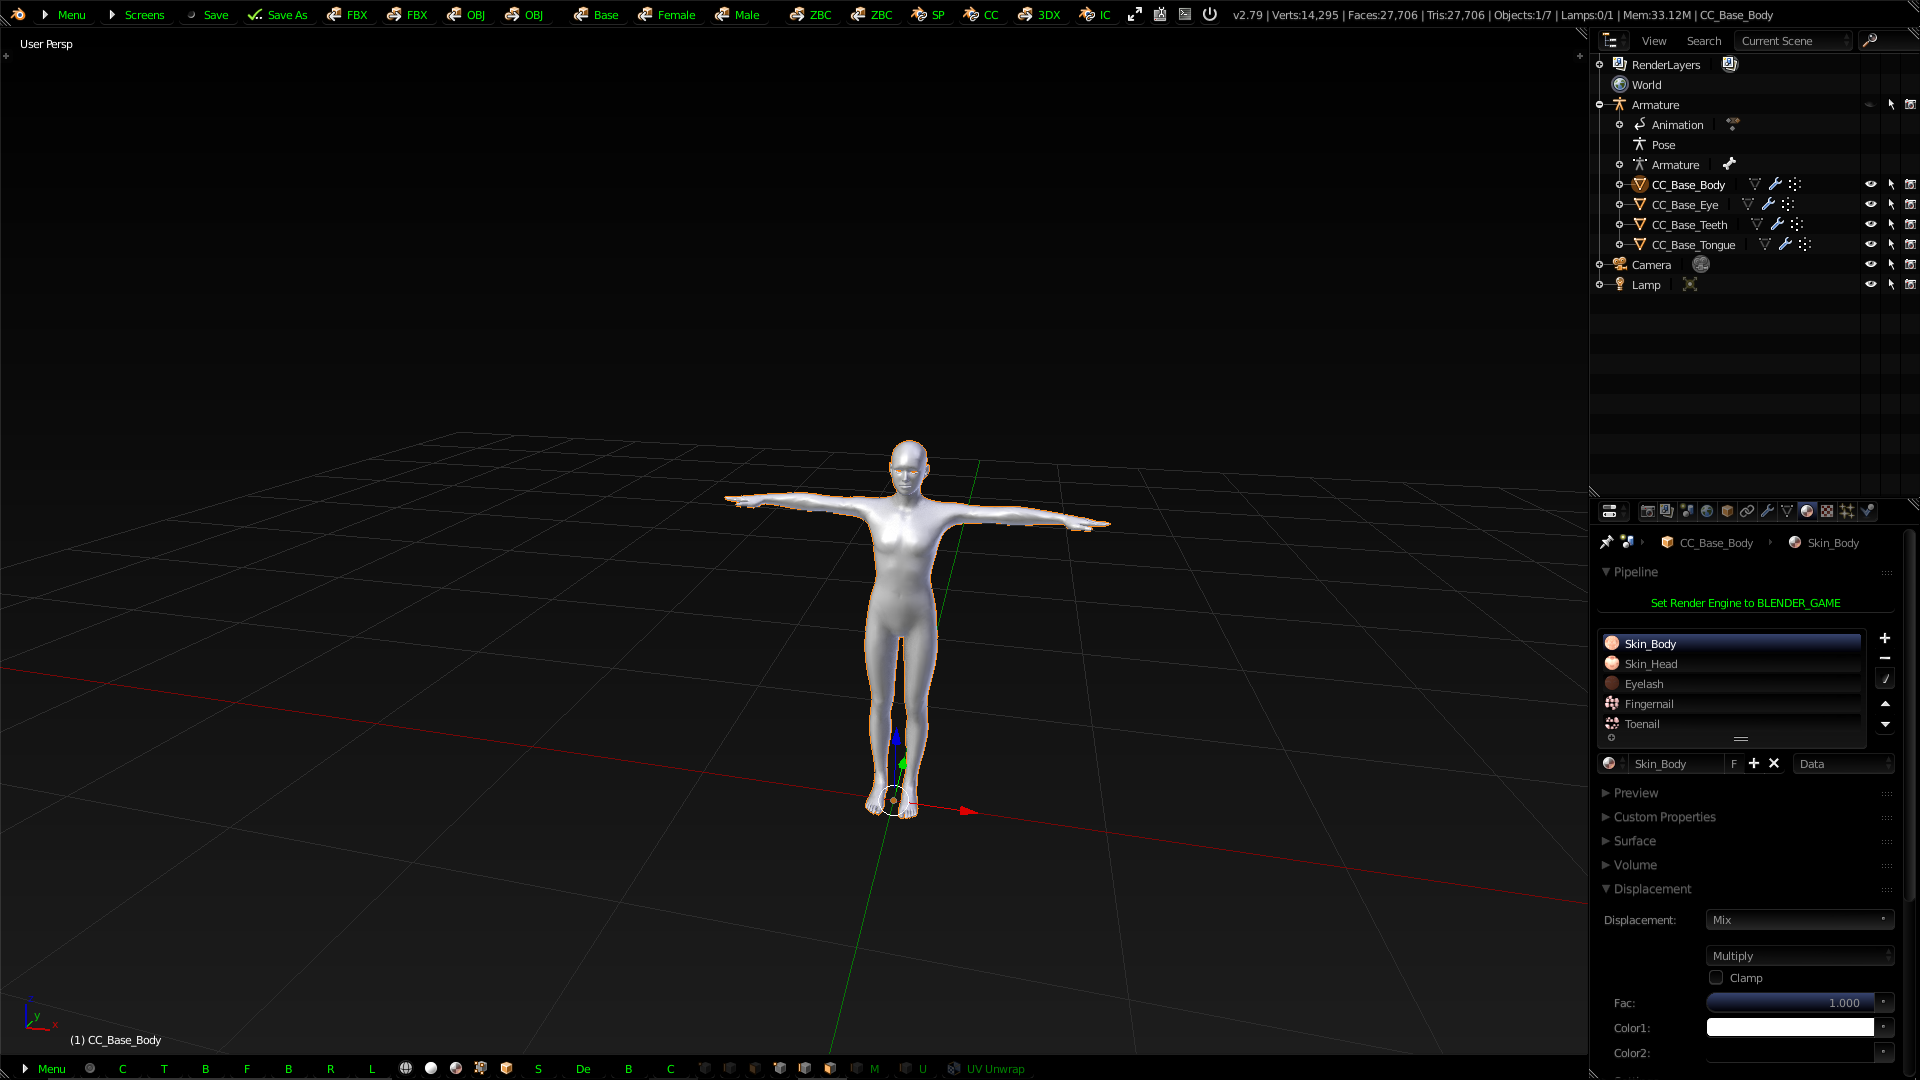 Menu Screens Save Save As FBX FBX OBJ OBJ Base Female Male ZBC ZBC SP CC 3DX IC v2.79 | Verts:14,295 | Faces:27,706 | Tris:27,706 | Objects:1/7 | Lamps:0/1 | Mem:33.12M | CC_Base_Body
User Persp
View Search Current Scene
RenderLayers
World
Armature
Animation
Pose
Armature
CC_Base_Body
CC_Base_Eye
CC_Base_Teeth
CC_Base_Tongue
Camera
Lamp
CC_Base_Body Skin_Body
Pipeline
Set Render Engine to BLENDER_GAME
Skin_Body
Skin_Head
Eyelash
Fingernail
Toenail
Skin_Body F Data
Preview
Custom Properties
Surface
Volume
Displacement
Displacement: Mix
Multiply
Clamp
Fac: 1.000
Color1:
Color2:
y
x
(1) CC_Base_Body
Menu C T B F B R L S De B C M U UV Unwrap